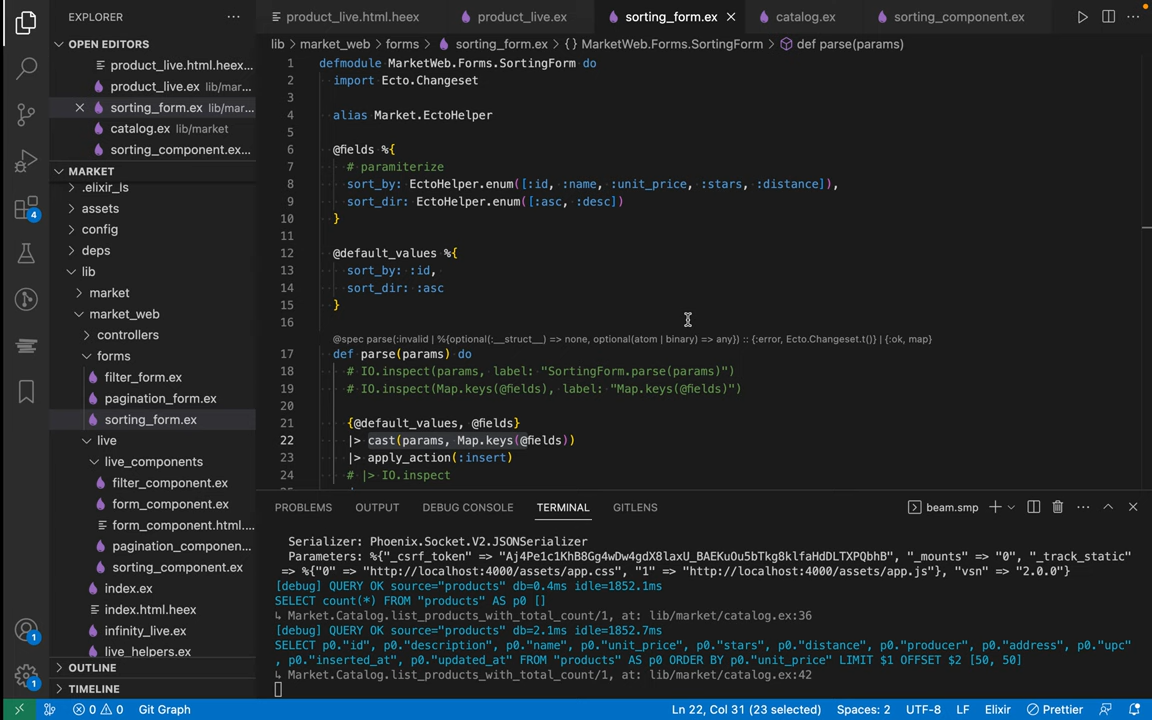 EXPLORER
product_live.html.heex
product_live.ex
sorting_form.ex
catalog.ex
sorting_component.ex
OPEN EDITORS
product_live.html.heex...
product_live.ex lib/mar...
sorting_form.ex lib/mar...
catalog.ex lib/market
sorting_component.ex...
MARKET
.elixir_ls
assets
config
deps
lib
market
market_web
controllers
forms
filter_form.ex
pagination_form.ex
sorting_form.ex
live
live_components
filter_component.ex
form_component.ex
form_component.html....
pagination_componen...
sorting_component.ex
index.ex
index.html.heex
infinity_live.ex
live_helpers.ex
OUTLINE
TIMELINE
4
1
1
lib > market_web > forms > sorting_form.ex > {} MarketWeb.Forms.SortingForm > def parse(params)
1 defmodule MarketWeb.Forms.SortingForm do
2 import Ecto.Changeset
3
4 alias Market.EctoHelper
5
6 @fields %{
7 # paramiterize
8 sort_by: EctoHelper.enum([:id, :name, :unit_price, :stars, :distance]),
9 sort_dir: EctoHelper.enum([:asc, :desc])
10 }
11
12 @default_values %{
13 sort_by: :id,
14 sort_dir: :asc
15 }
16
@spec parse(:invalid | %{optional(:__struct__) => none, optional(atom | binary) => any}) :: {:error, Ecto.Changeset.t()} | {:ok, map}
17 def parse(params) do
18 # IO.inspect(params, label: "SortingForm.parse(params)")
19 # IO.inspect(Map.keys(@fields), label: "Map.keys(@fields)")
20
21 {@default_values, @fields}
22 |> cast(params, Map.keys(@fields))
23 |> apply_action(:insert)
24 # |> IO.inspect
PROBLEMS OUTPUT DEBUG CONSOLE TERMINAL GITLENS
beam.smp
Serializer: Phoenix.Socket.V2.JSONSerializer
Parameters: %{"_csrf_token" => "Aj4Pe1c1KhB8Gg4wDw4gdX8laxU_BAEKuOu5bTkg8klfaHdDLTXPQbhB", "_mounts" => "0", "_track_static"
=> %{"0" => "http://localhost:4000/assets/app.css", "1" => "http://localhost:4000/assets/app.js"}, "vsn" => "2.0.0"}
[debug] QUERY OK source="products" db=0.4ms idle=1852.1ms
SELECT count(*) FROM "products" AS p0 []
↳ Market.Catalog.list_products_with_total_count/1, at: lib/market/catalog.ex:36
[debug] QUERY OK source="products" db=2.1ms idle=1852.7ms
SELECT p0."id", p0."description", p0."name", p0."unit_price", p0."stars", p0."distance", p0."producer", p0."address", p0."upc"
, p0."inserted_at", p0."updated_at" FROM "products" AS p0 ORDER BY p0."unit_price" LIMIT $1 OFFSET $2 [50, 50]
↳ Market.Catalog.list_products_with_total_count/1, at: lib/market/catalog.ex:42
0 0 Git Graph
Ln 22, Col 31 (23 selected) Spaces: 2 UTF-8 LF Elixir Prettier